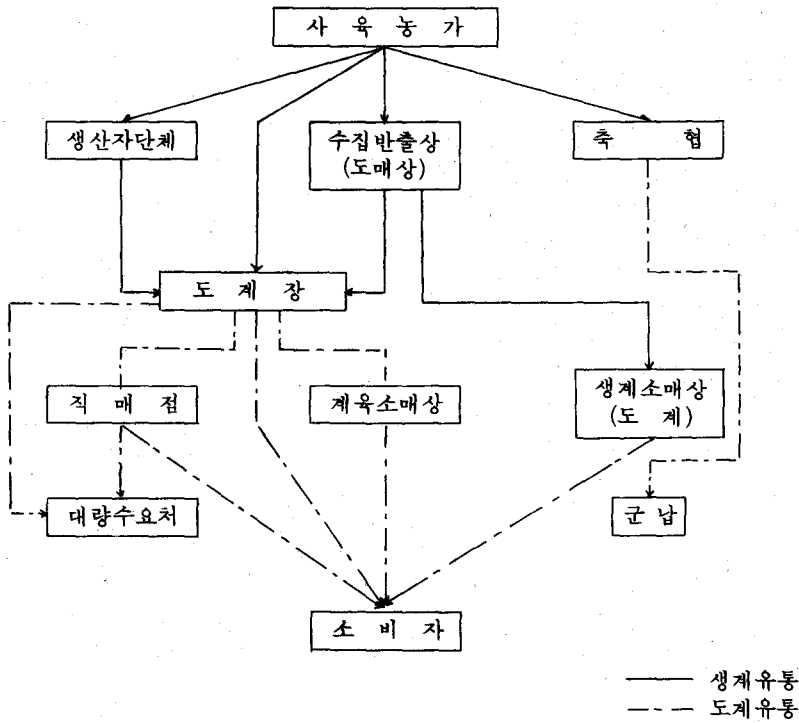 사 육 농 가
생산자단체
수집반출상
(도매상)
축 협
도 계 장
직 매 점
계육소매상
생계소매상
(도 계)
대량수요처
군 납
소 비 자
생계유통
도계유통